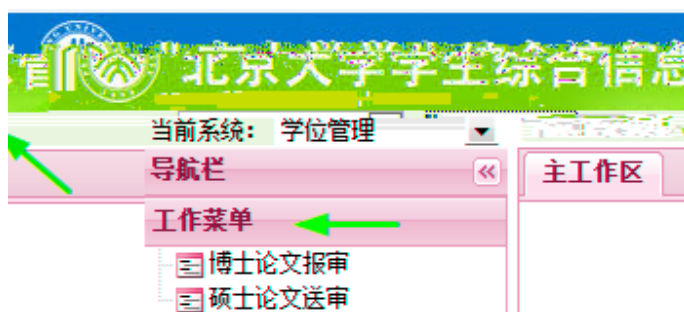 北京大学学生综合信息
当前系统： 学位管理
导航栏
主工作区
工作菜单
博士论文报审
硕士论文送审